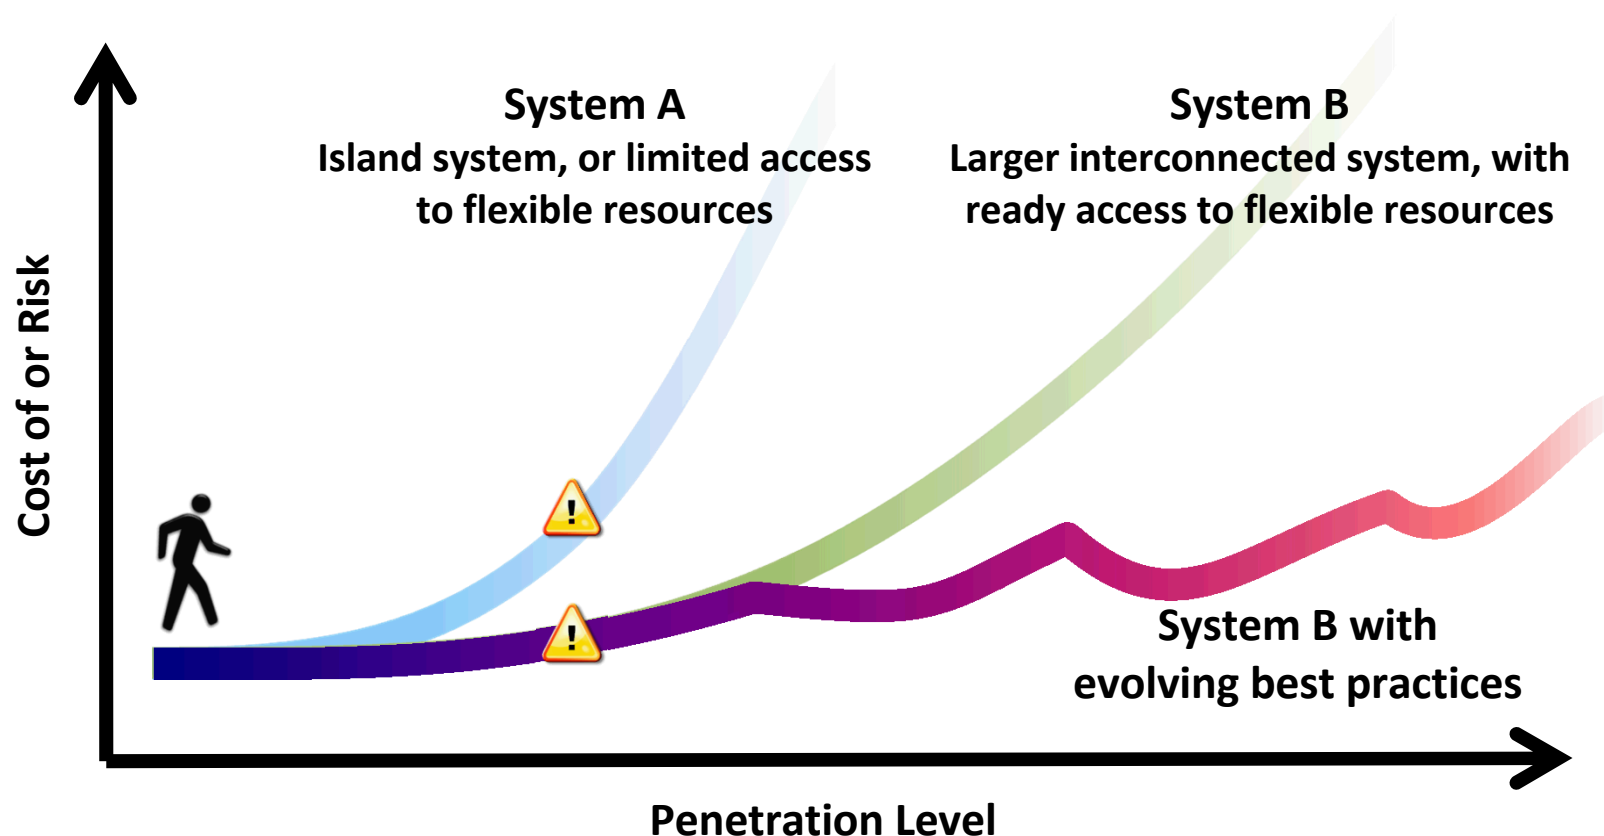 System A
Island system, or limited access
to flexible resources
System B
Larger interconnected system, with
ready access to flexible resources
Cost of or Risk
!
!
System B with
evolving best practices
Penetration Level